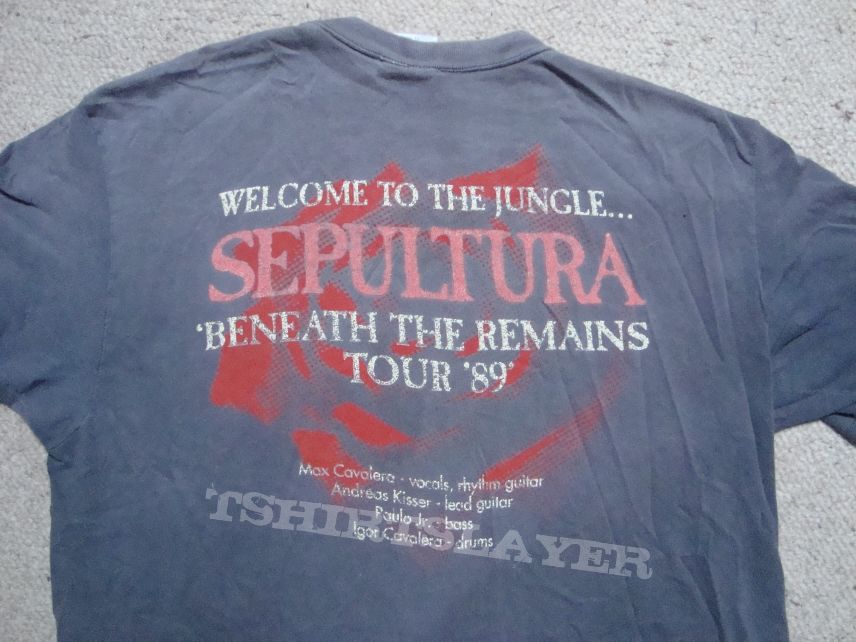 WELCOME TO THE JUNGLE...
SEPULTURA
'BENEATH THE REMAINS
TOUR '89'
Max Cavalera - vocals, rhythm guitar
Andreas Kisser - lead guitar
Paulo Jr. - bass
Igor Cavalera - drums
TSHIRTSLAYER